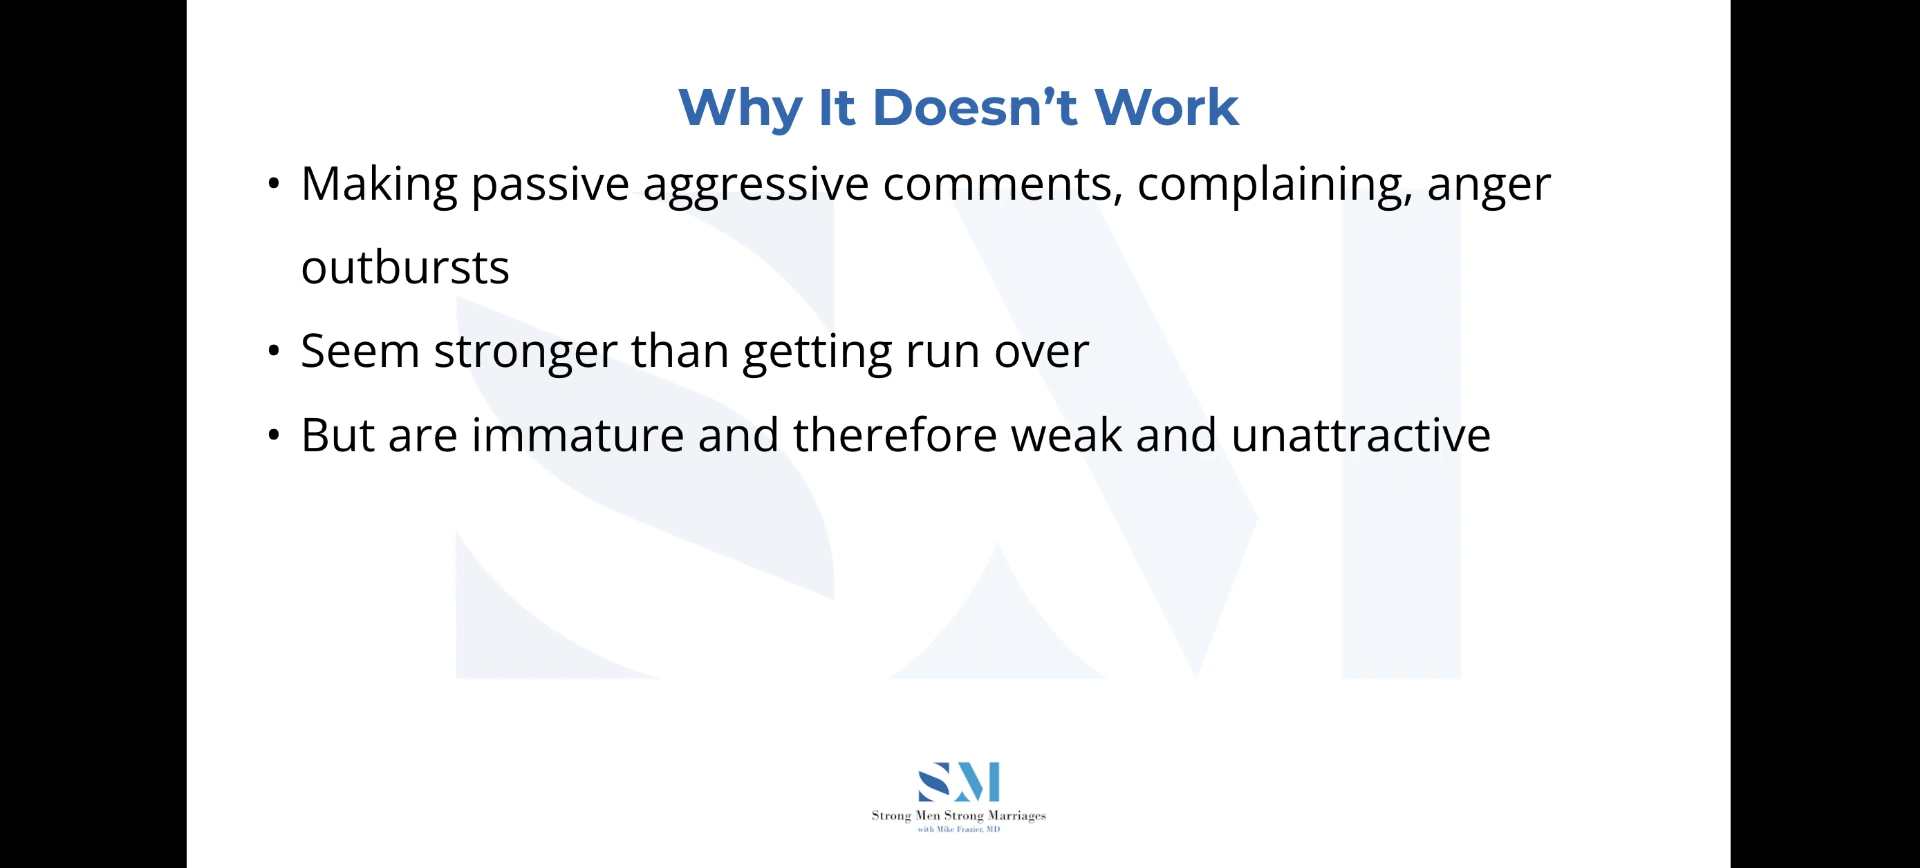 Why It Doesn’t Work
• Making passive aggressive comments, complaining, anger
outbursts
• Seem stronger than getting run over
• But are immature and therefore weak and unattractive
SM
Strong Men Strong Marriages
with Mike Frazier, MD